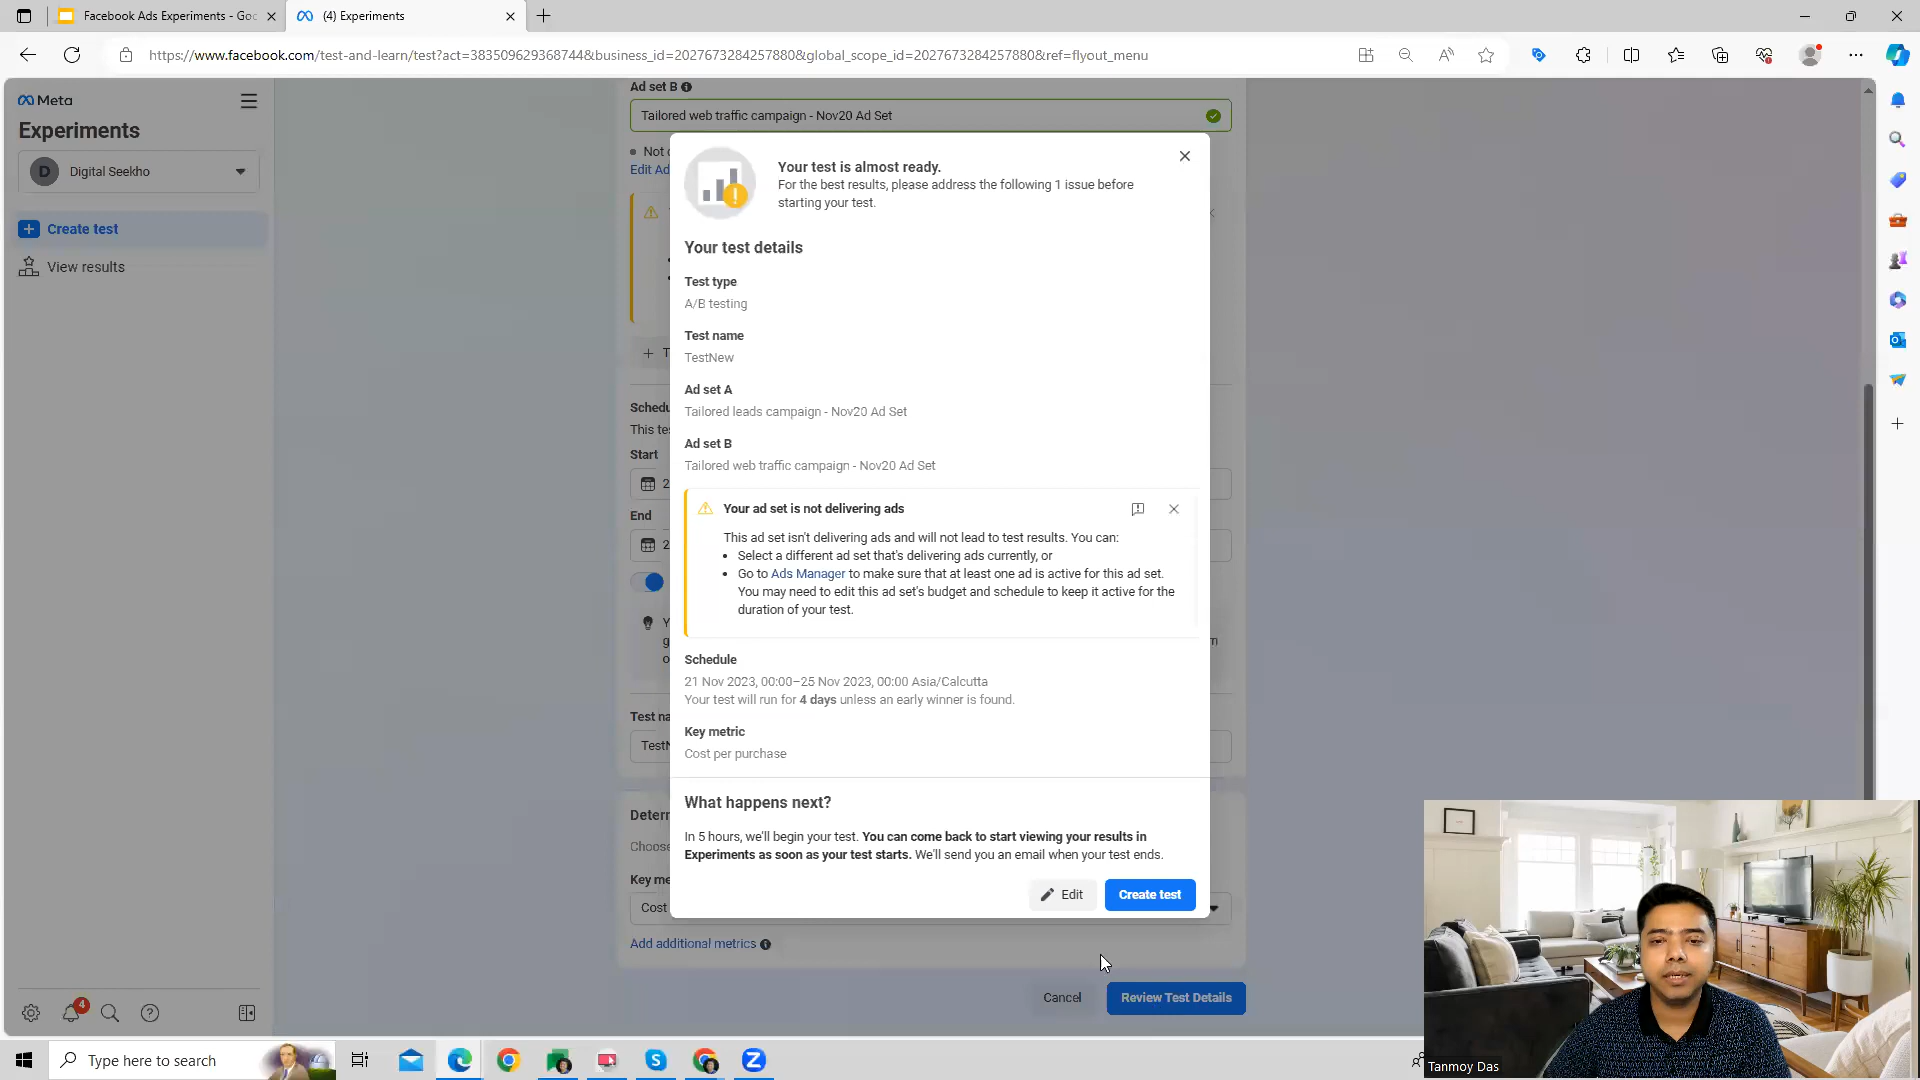 Facebook Ads Experiments - Goo
(4) Experiments
https://www.facebook.com/test-and-learn/test?act=383509629368744&business_id=2027673284257880&global_scope_id=2027673284257880&ref=flyout_menu
Meta
Experiments
D Digital Seekho
Create test
View results
4
Ad set B
Tailored web traffic campaign - Nov20 Ad Set
Edit Ad
Start
End
Choose
Cost
Add additional metrics
Cancel
Review Test Details
Your test is almost ready.
For the best results, please address the following 1 issue before
starting your test.
Your test details
Test type
A/B testing
Test name
TestNew
Ad set A
Tailored leads campaign - Nov20 Ad Set
Ad set B
Tailored web traffic campaign - Nov20 Ad Set
Your ad set is not delivering ads
This ad set isn't delivering ads and will not lead to test results. You can:
• Select a different ad set that's delivering ads currently, or
• Go to Ads Manager to make sure that at least one ad is active for this ad set.
You may need to edit this ad set's budget and schedule to keep it active for the
duration of your test.
Schedule
21 Nov 2023, 00:00–25 Nov 2023, 00:00 Asia/Calcutta
Your test will run for 4 days unless an early winner is found.
Key metric
Cost per purchase
What happens next?
In 5 hours, we'll begin your test. You can come back to start viewing your results in
Experiments as soon as your test starts. We'll send you an email when your test ends.
Edit
Create test
Type here to search
Tanmoy Das